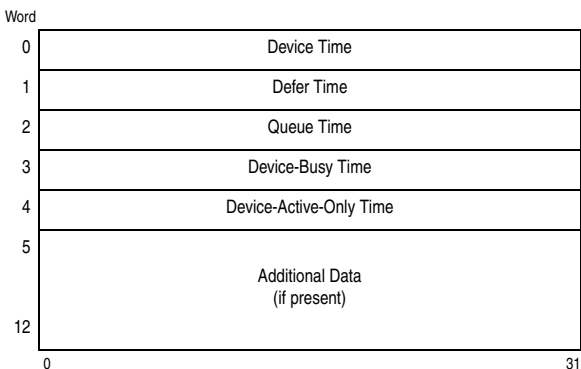 Word
0 Device Time
1 Defer Time
2 Queue Time
3 Device-Busy Time
4 Device-Active-Only Time
5
Additional Data
(if present)
12
0 31